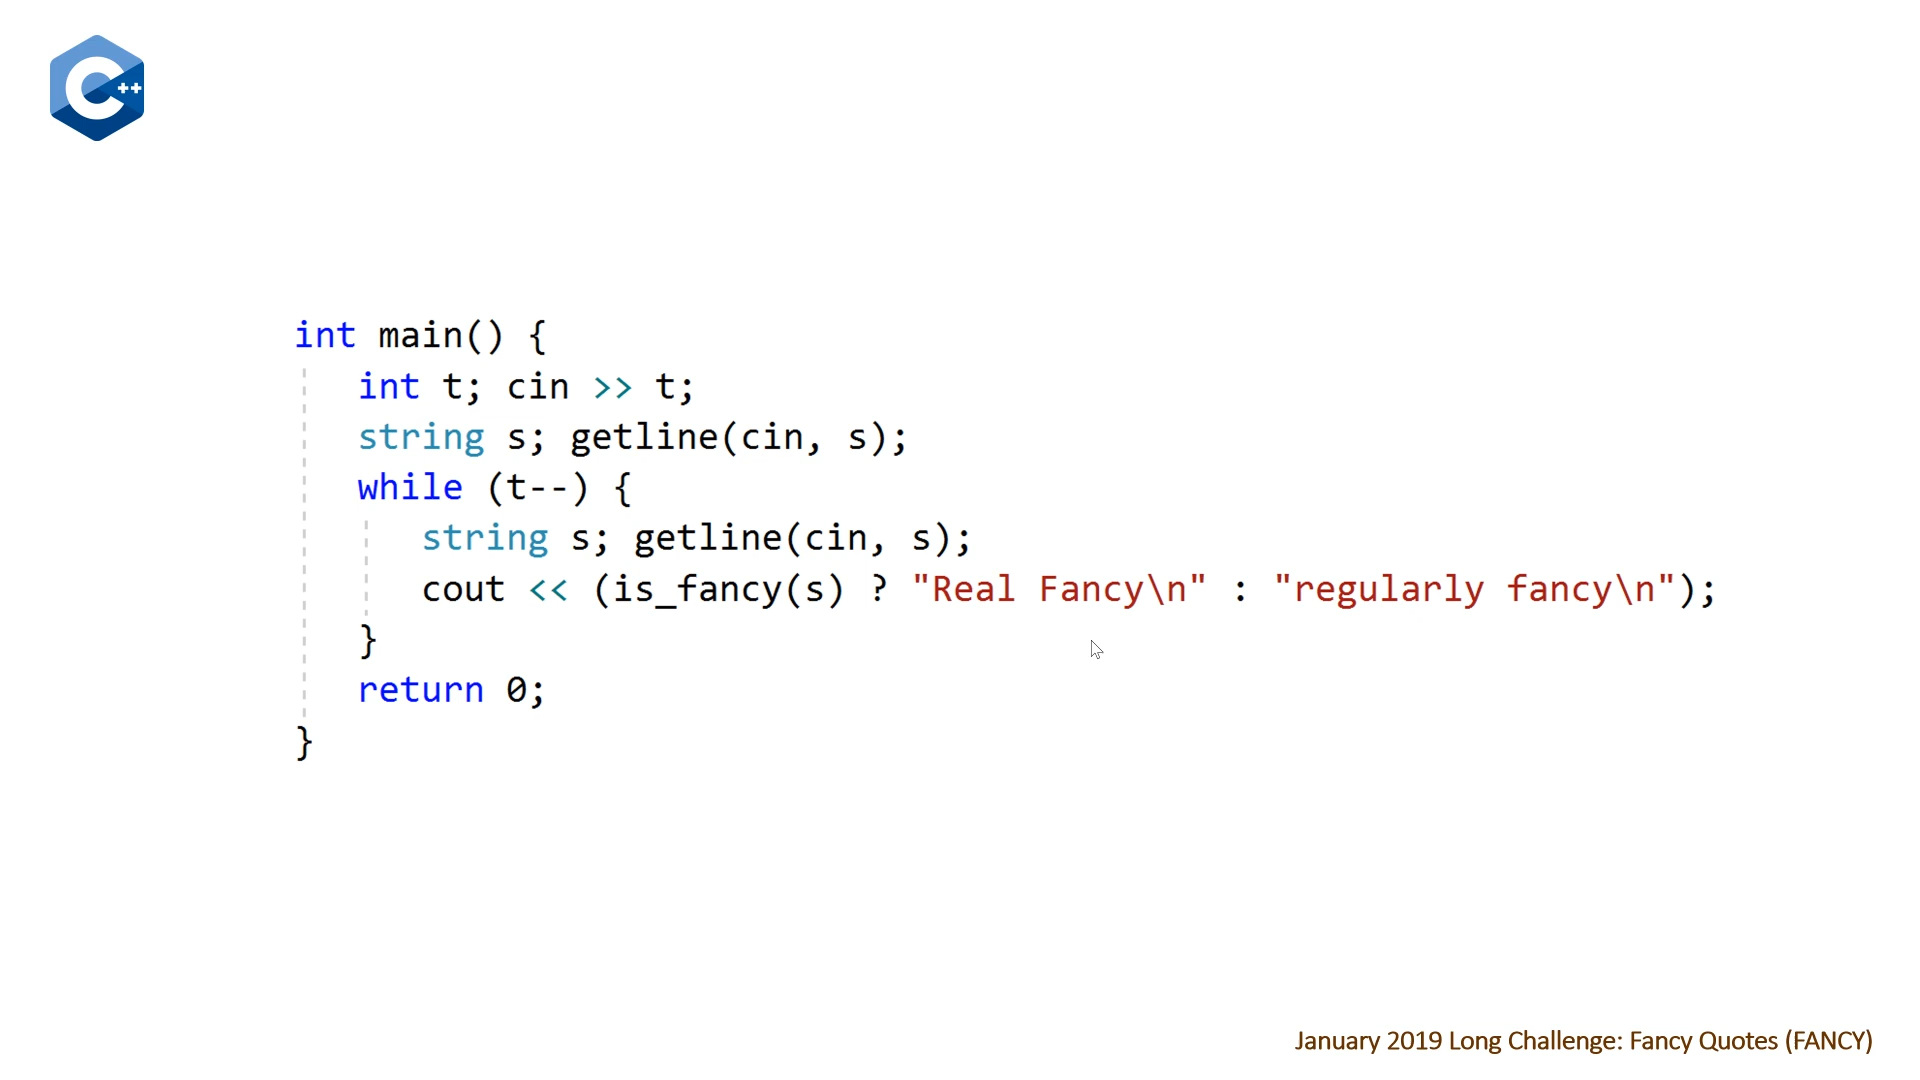 C++
int main() {
int t; cin >> t;
string s; getline(cin, s);
while (t--) {
string s; getline(cin, s);
cout << (is_fancy(s) ? "Real Fancy\n" : "regularly fancy\n");
}
return 0;
}
January 2019 Long Challenge: Fancy Quotes (FANCY)